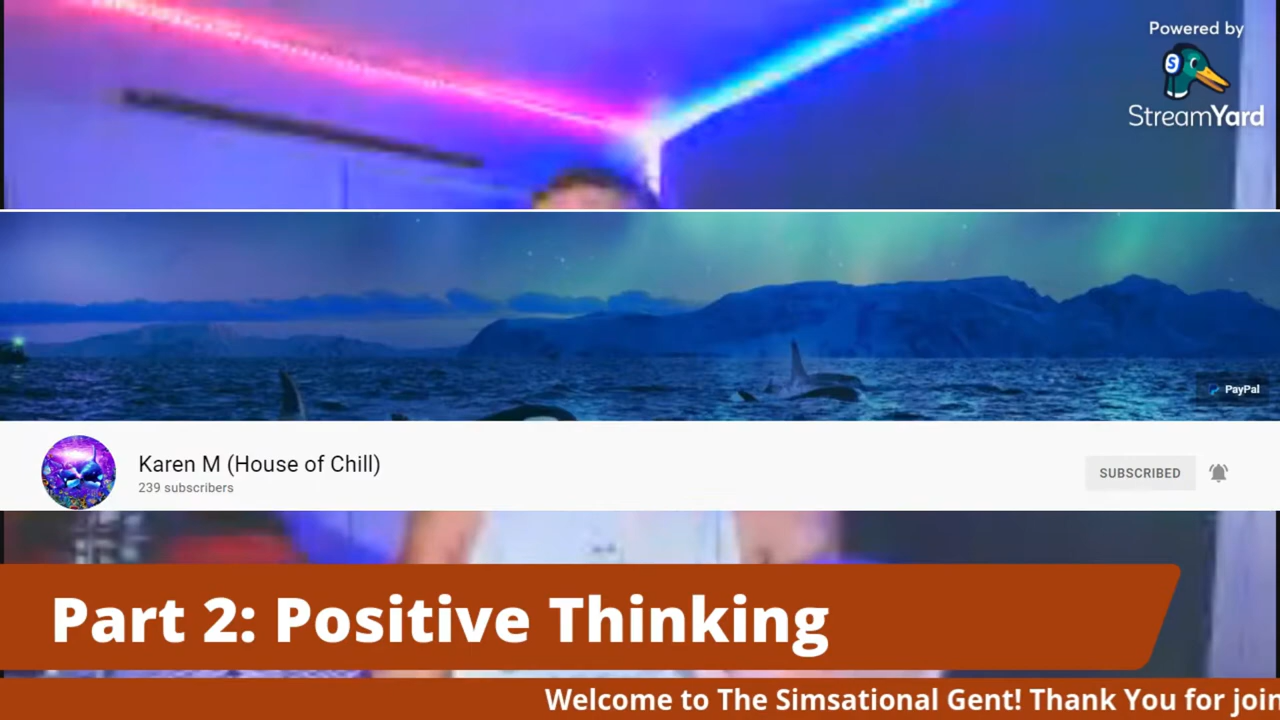 Powered by
S
StreamYard
PayPal
Karen M (House of Chill)
239 subscribers
SUBSCRIBED
Part 2: Positive Thinking
Welcome to The Simsational Gent! Thank You for join